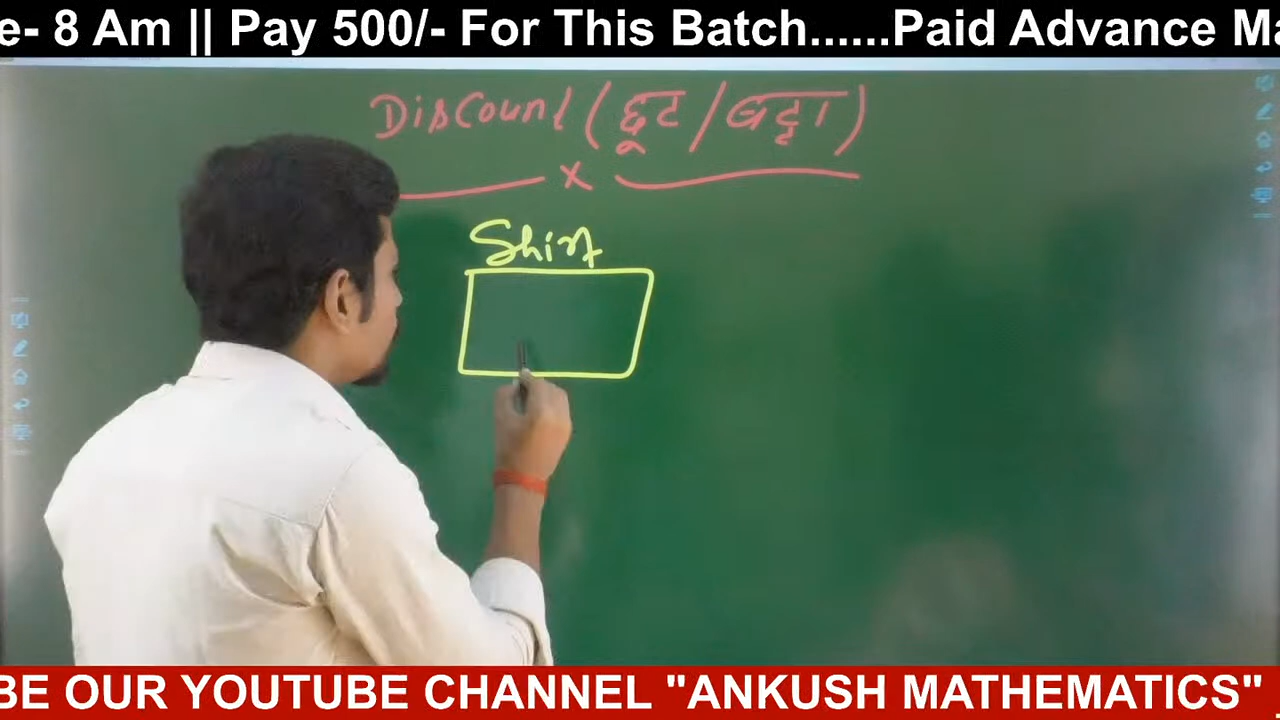 e- 8 Am || Pay 500/- For This Batch......Paid Advance Ma
Discount (छूट / बट्टा)
x
Shirt
BE OUR YOUTUBE CHANNEL "ANKUSH MATHEMATICS"